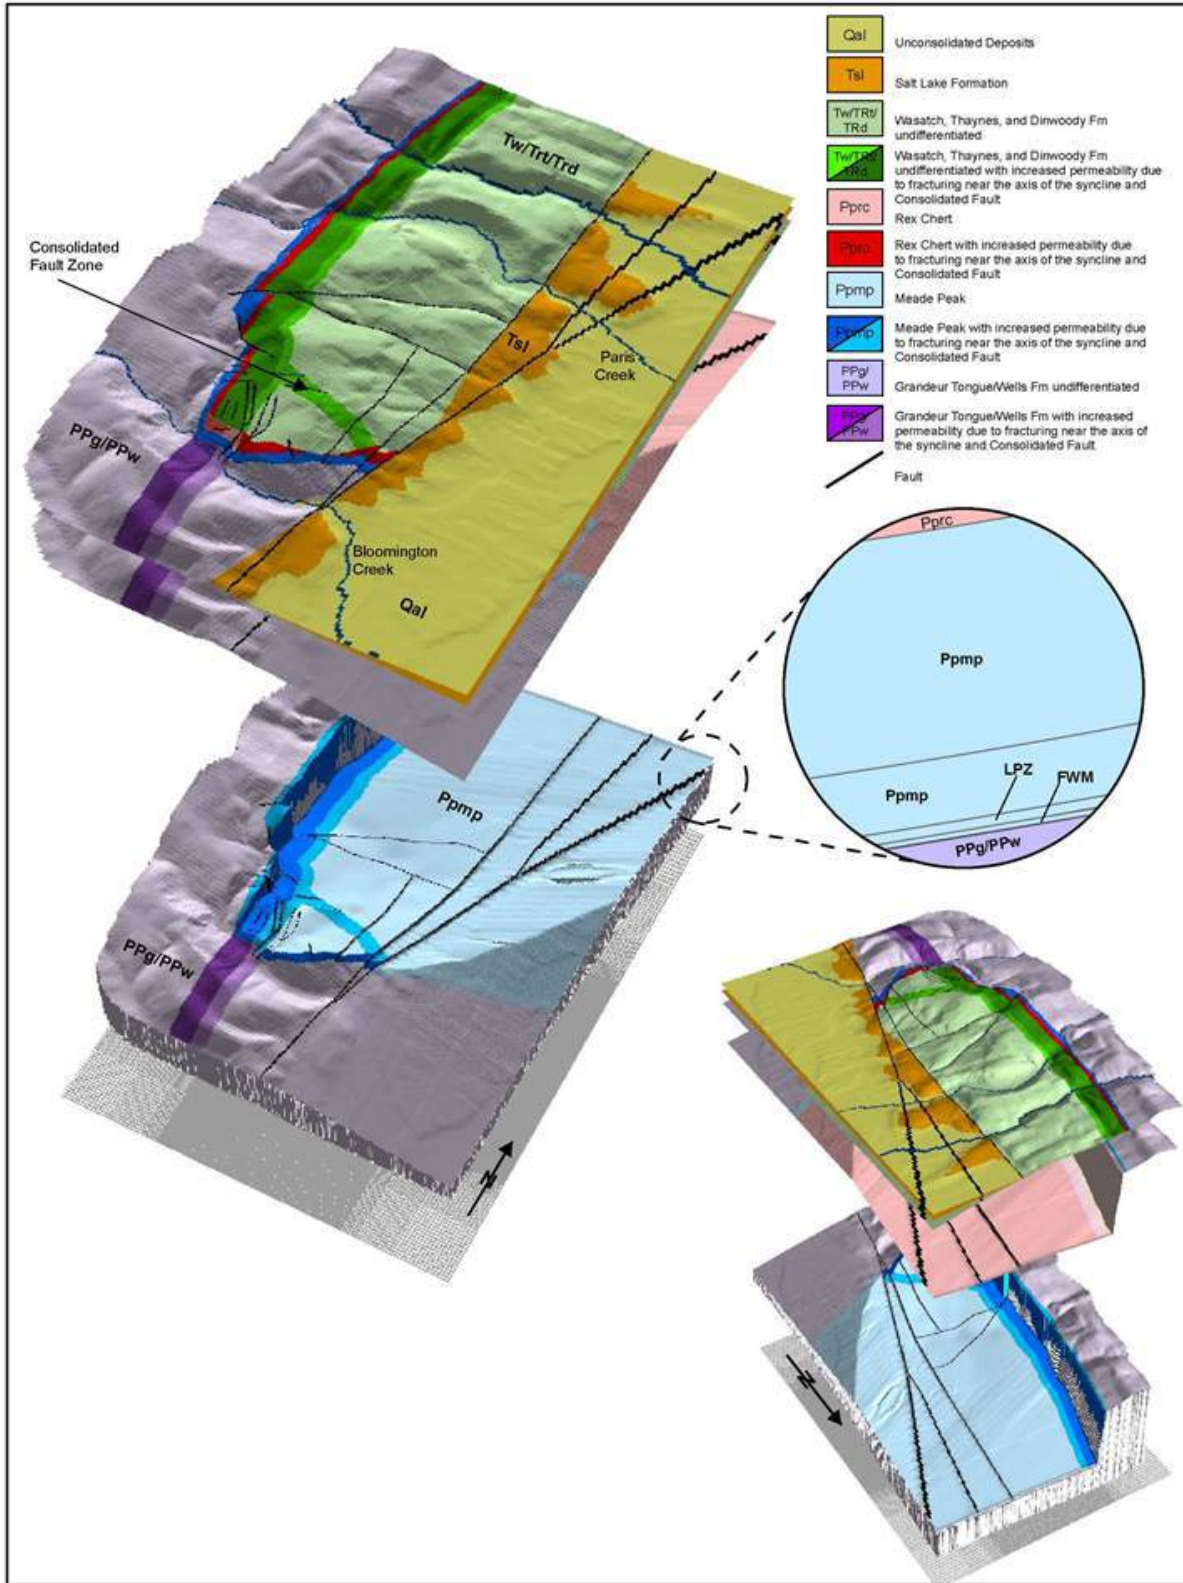 Qal
Unconsolidated Deposits
Tsl
Salt Lake Formation
Tw/TRt/
TRd
Wasatch, Thaynes, and Dinwoody Fm
undifferentiated
Tw/TRt/
TRd
Wasatch, Thaynes, and Dinwoody Fm
undifferentiated with increased permeability due
to fracturing near the axis of the syncline and
Consolidated Fault
Pprc
Rex Chert
Pprc
Rex Chert with increased permeability due
to fracturing near the axis of the syncline and
Consolidated Fault
Ppmp
Meade Peak
Ppmp
Meade Peak with increased permeability due
to fracturing near the axis of the syncline and
Consolidated Fault
PPg/
PPw
Grandeur Tongue/Wells Fm undifferentiated
PPg/
PPw
Grandeur Tongue/Wells Fm with increased
permeability due to fracturing near the axis of
the syncline and Consolidated Fault
Fault
Tw/Trt/Trd
Consolidated
Fault Zone
Tsl
Paris
Creek
PPg/PPw
Bloomington
Creek
Qal
Pprc
Ppmp
LPZ
FWM
Ppmp
PPg/PPw
Ppmp
PPg/PPw
N
N